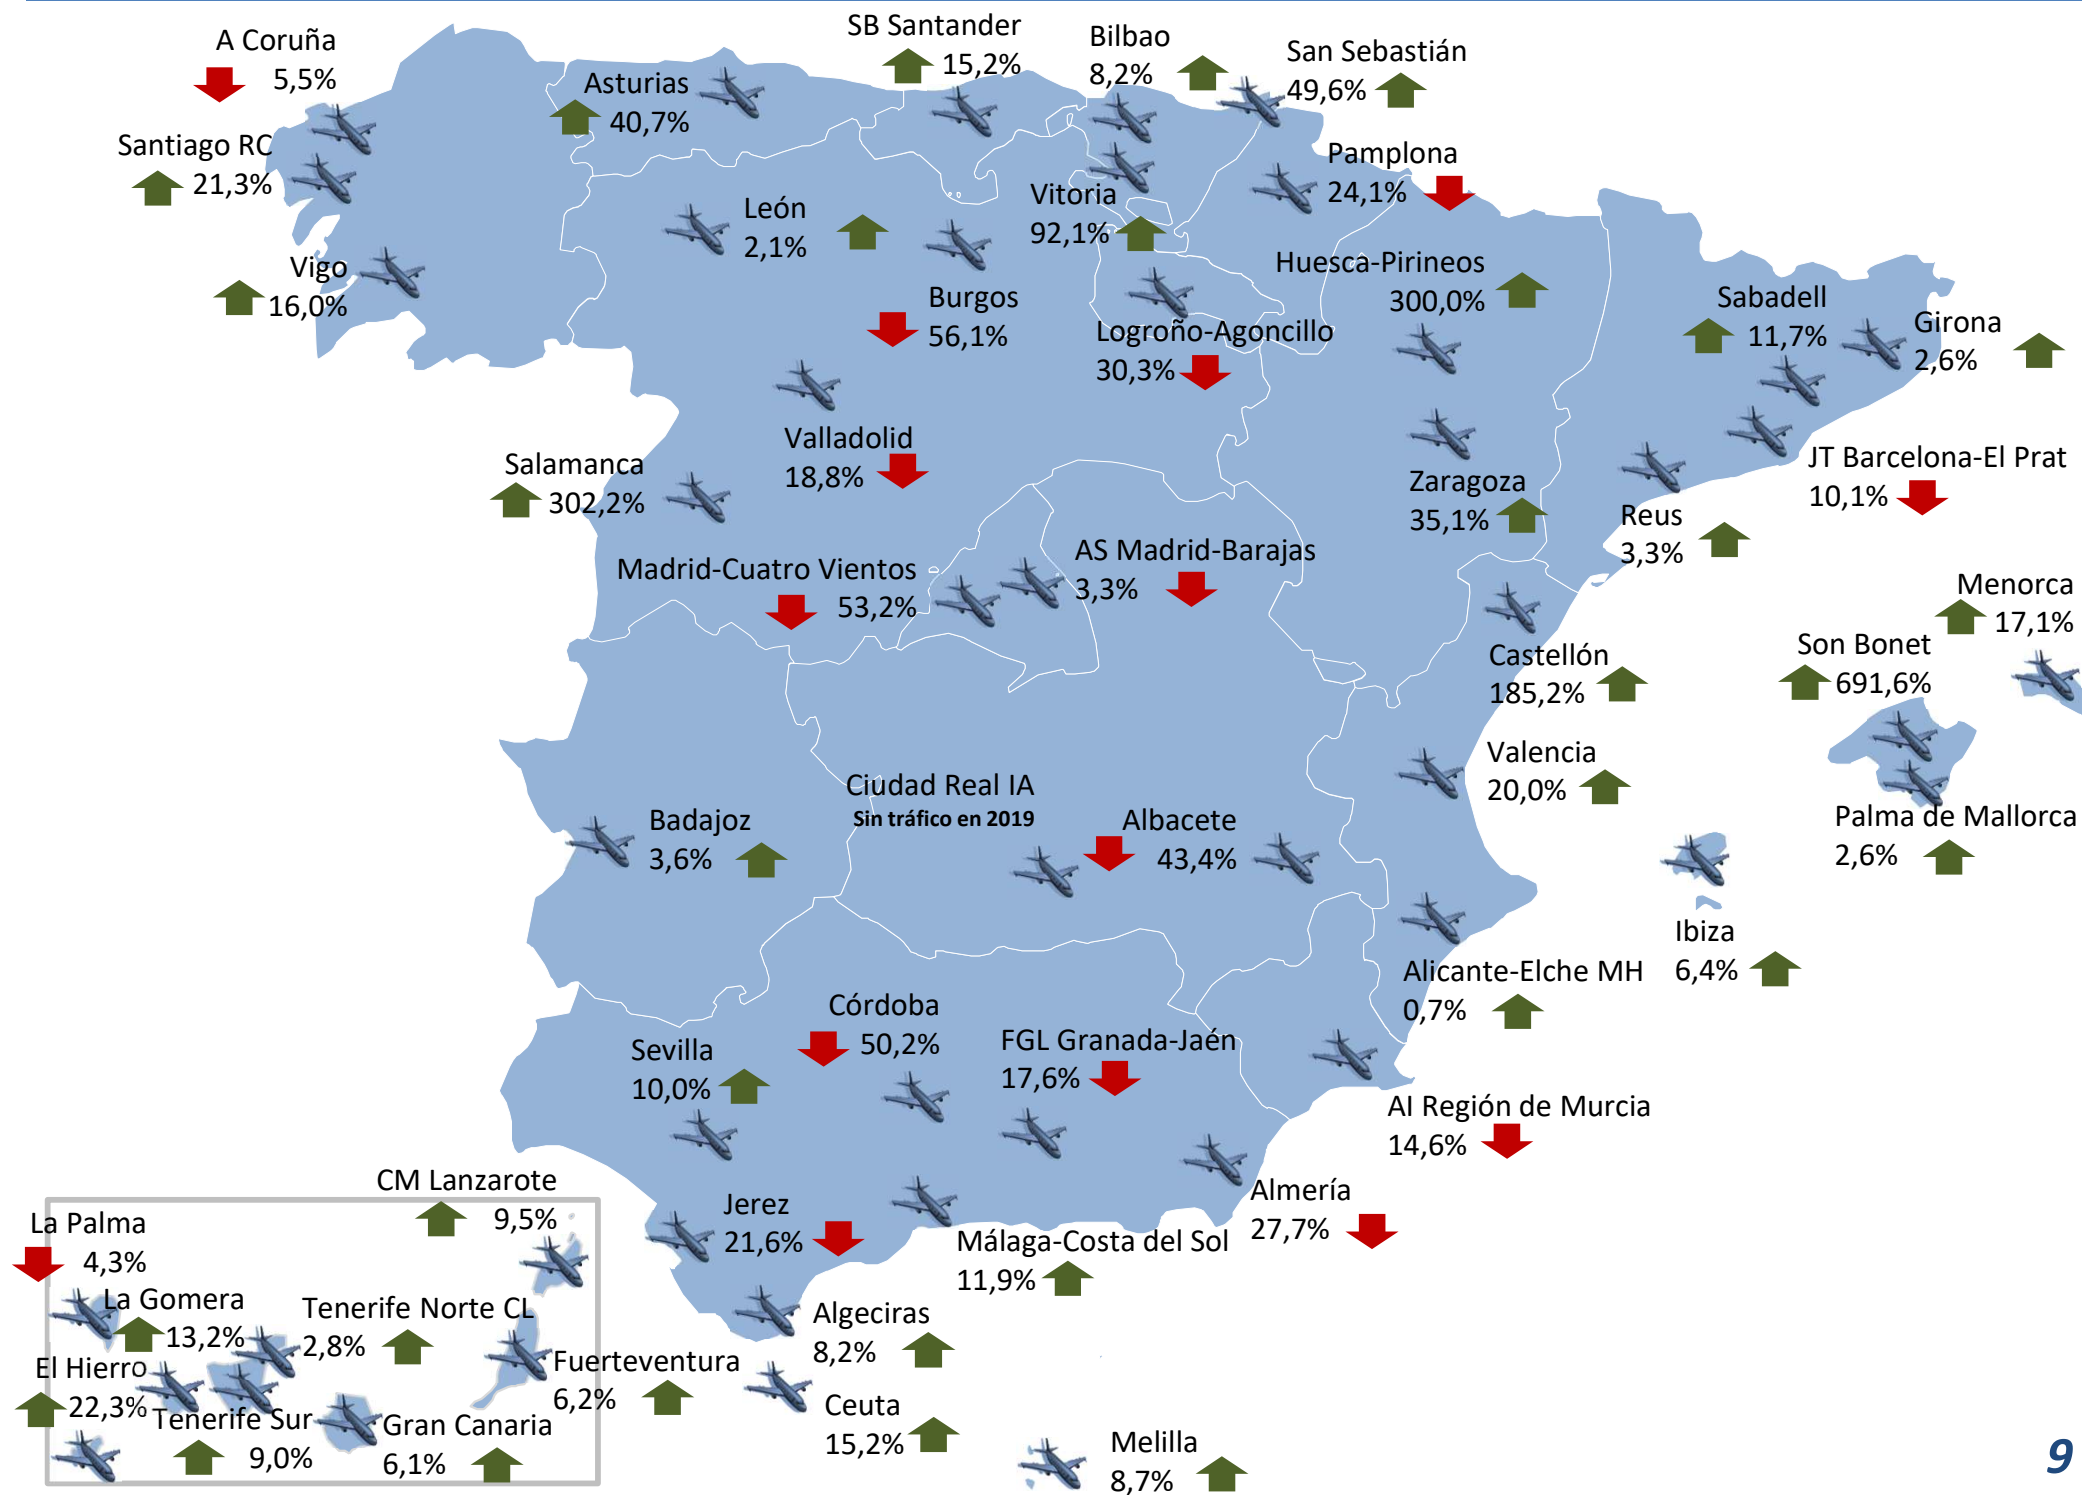 A Coruña
5,5%
SB Santander
15,2%
Bilbao
8,2%
San Sebastián
49,6%
Asturias
40,7%
Santiago RC
21,3%
Pamplona
24,1%
Vitoria
92,1%
León
2,1%
Vigo
16,0%
Burgos
56,1%
Huesca-Pirineos
300,0%
Logroño-Agoncillo
30,3%
Sabadell
11,7%
Girona
2,6%
Valladolid
18,8%
Salamanca
302,2%
Zaragoza
35,1%
JT Barcelona-El Prat
10,1%
Reus
3,3%
Madrid-Cuatro Vientos
53,2%
AS Madrid-Barajas
3,3%
Menorca
17,1%
Son Bonet
691,6%
Castellón
185,2%
Valencia
20,0%
Ciudad Real IA
Sin tráfico en 2019
Badajoz
3,6%
Albacete
43,4%
Palma de Mallorca
2,6%
Ibiza
6,4%
Alicante-Elche MH
0,7%
Córdoba
50,2%
Sevilla
10,0%
FGL Granada-Jaén
17,6%
AI Región de Murcia
14,6%
Almería
27,7%
Jerez
21,6%
Málaga-Costa del Sol
11,9%
CM Lanzarote
9,5%
La Palma
4,3%
La Gomera
13,2%
Tenerife Norte CL
2,8%
El Hierro
22,3%
Tenerife Sur
9,0%
Gran Canaria
6,1%
Fuerteventura
6,2%
Algeciras
8,2%
Ceuta
15,2%
Melilla
8,7%
9